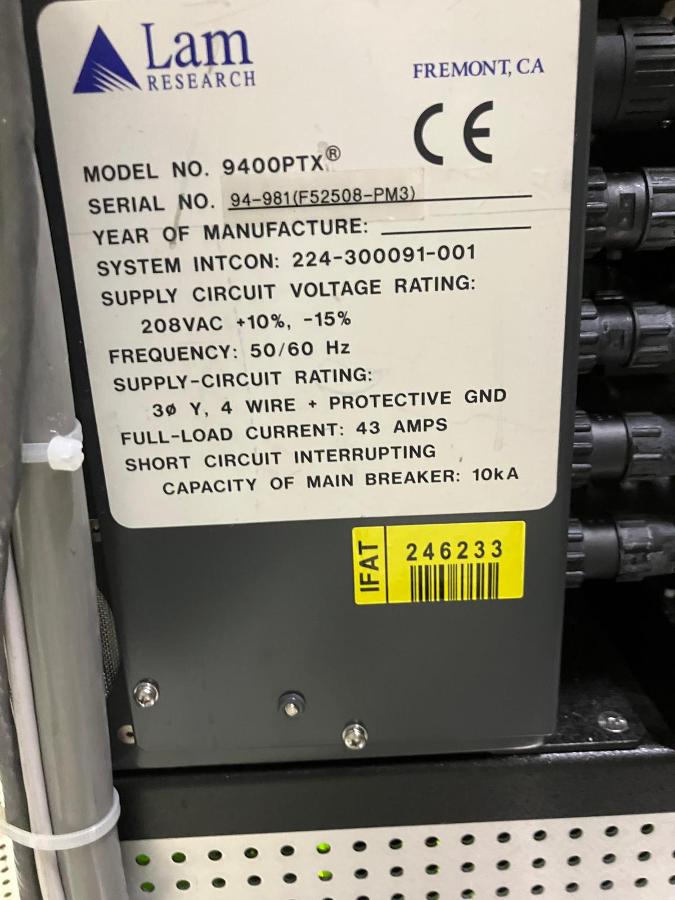 Lam
RESEARCH
FREMONT, CA
CE
MODEL NO. 9400PTX®
SERIAL NO. 94-981(F52508-PM3)
YEAR OF MANUFACTURE:
SYSTEM INTCON: 224-300091-001
SUPPLY CIRCUIT VOLTAGE RATING:
208VAC +10%, -15%
FREQUENCY: 50/60 Hz
SUPPLY-CIRCUIT RATING:
3ø Y, 4 WIRE + PROTECTIVE GND
FULL-LOAD CURRENT: 43 AMPS
SHORT CIRCUIT INTERRUPTING
CAPACITY OF MAIN BREAKER: 10kA
IFAT
246233